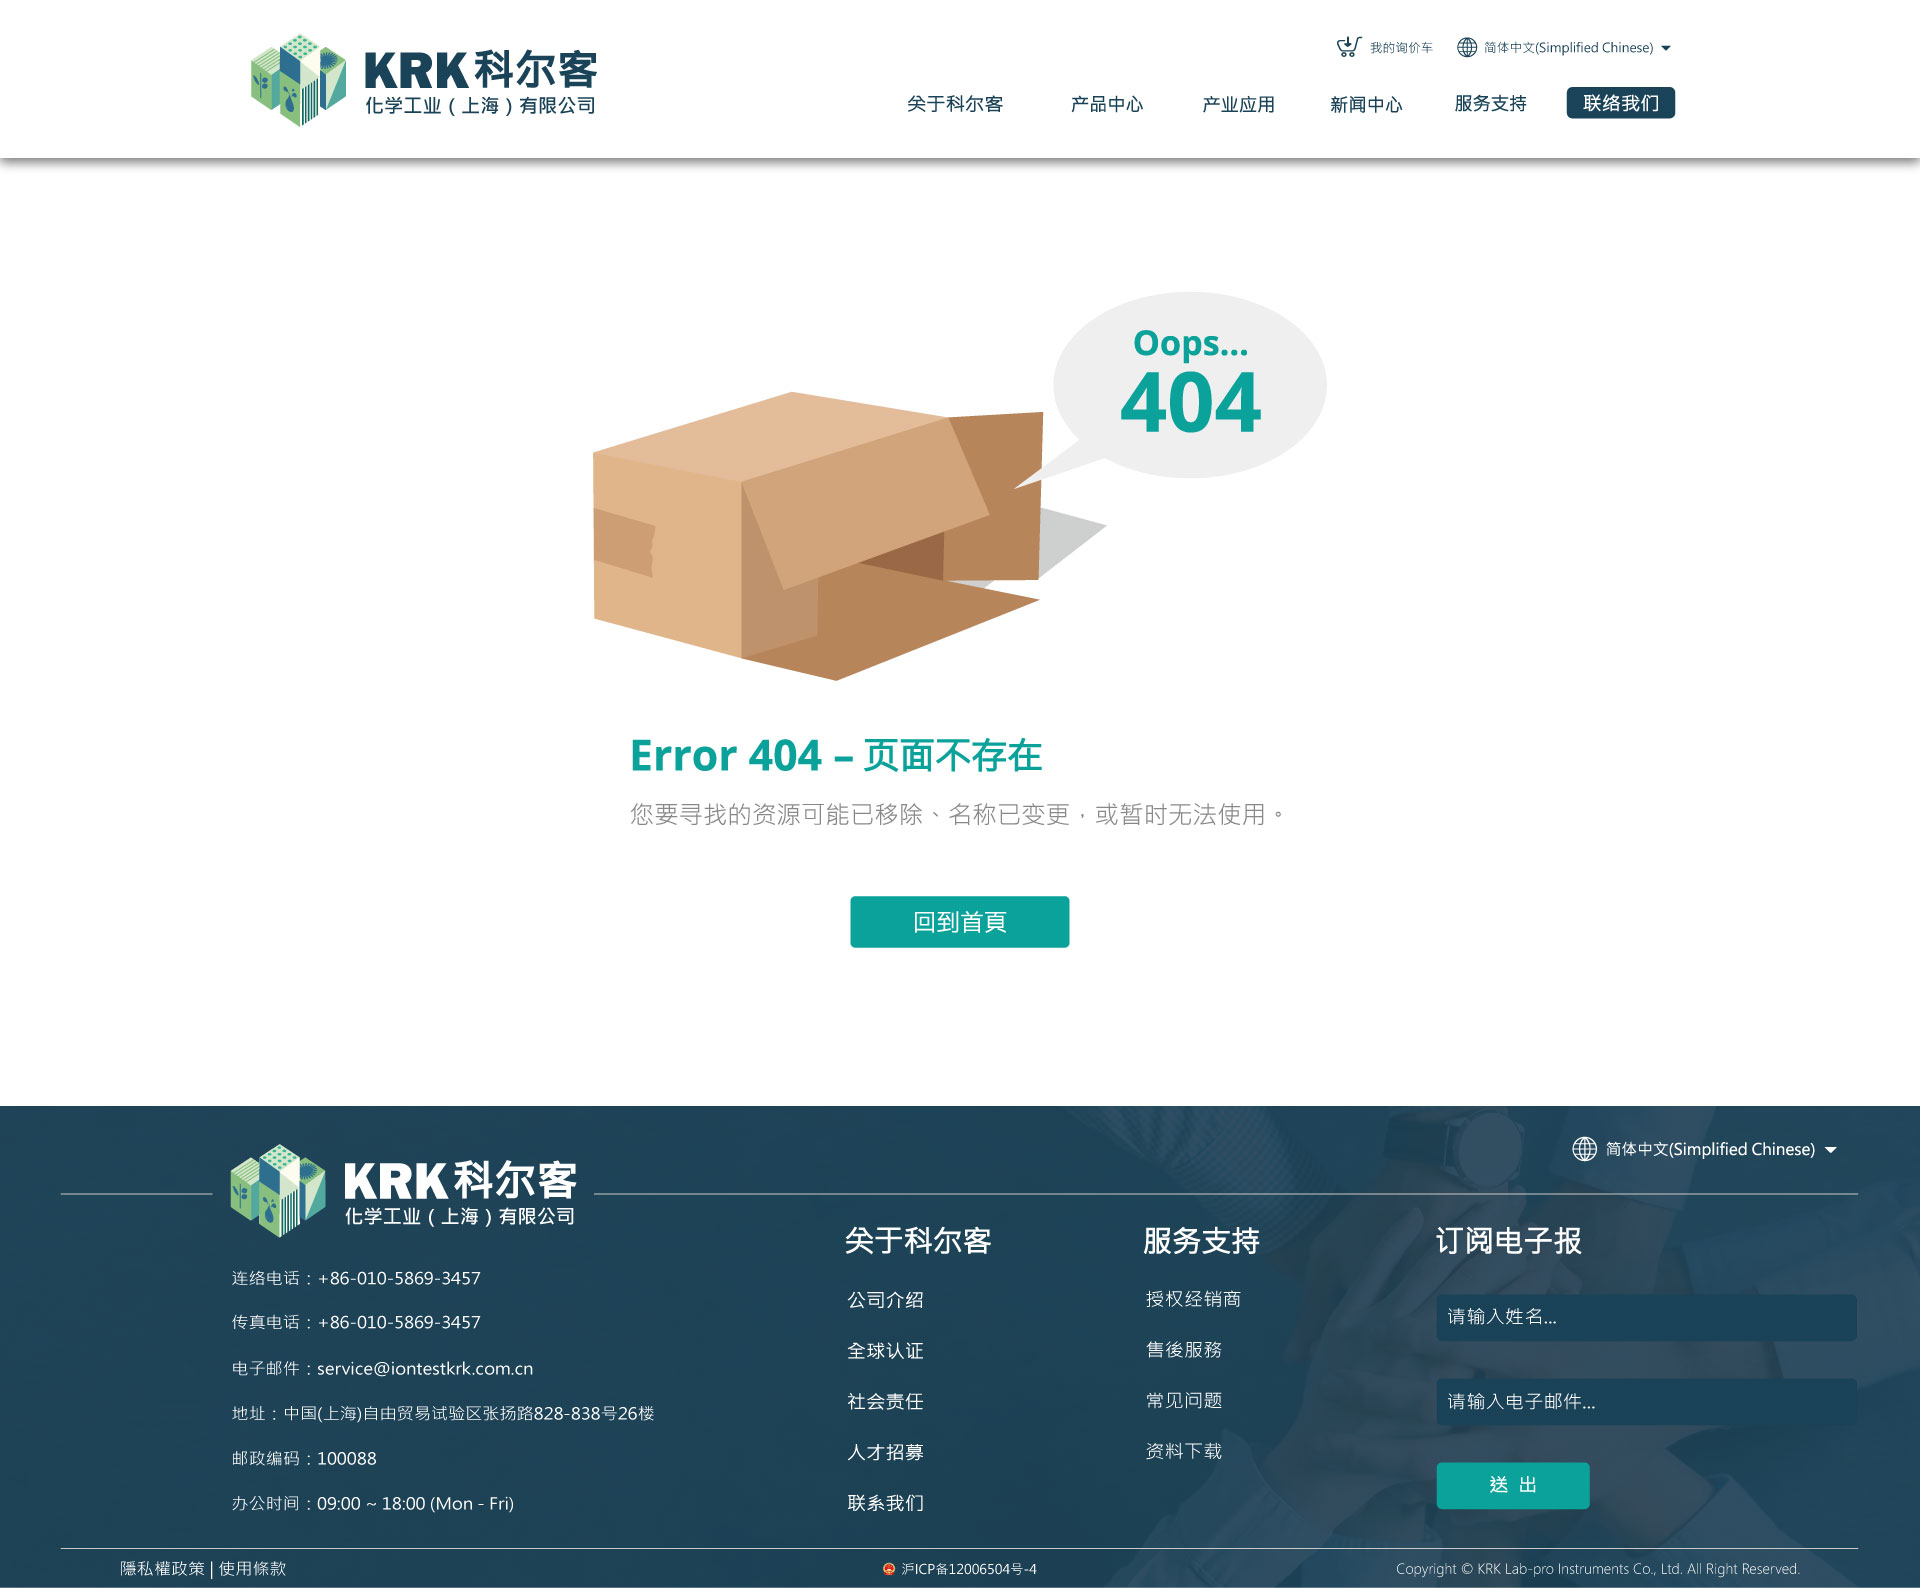 KRK科尔客
化学工业（上海）有限公司
我的询价车
简体中文(Simplified Chinese)
关于科尔客
产品中心
产业应用
新闻中心
服务支持
联络我们
Oops...
404
Error 404 – 页面不存在
您要寻找的资源可能已移除、名称已变更，或暂时无法使用。
回到首頁
简体中文(Simplified Chinese)
KRK科尔客
化学工业（上海）有限公司
连络电话：+86-010-5869-3457
传真电话：+86-010-5869-3457
电子邮件：service@iontestkrk.com.cn
地址：中国(上海)自由贸易试验区张扬路828-838号26楼
邮政编码：100088
办公时间：09:00 ~ 18:00 (Mon - Fri)
关于科尔客
公司介绍
全球认证
社会责任
人才招募
联系我们
服务支持
授权经销商
售後服務
常见问题
资料下载
订阅电子报
请输入姓名...
请输入电子邮件...
送 出
隱私權政策 | 使用條款
沪ICP备12006504号-4
Copyright © KRK Lab-pro Instruments Co., Ltd. All Right Reserved.